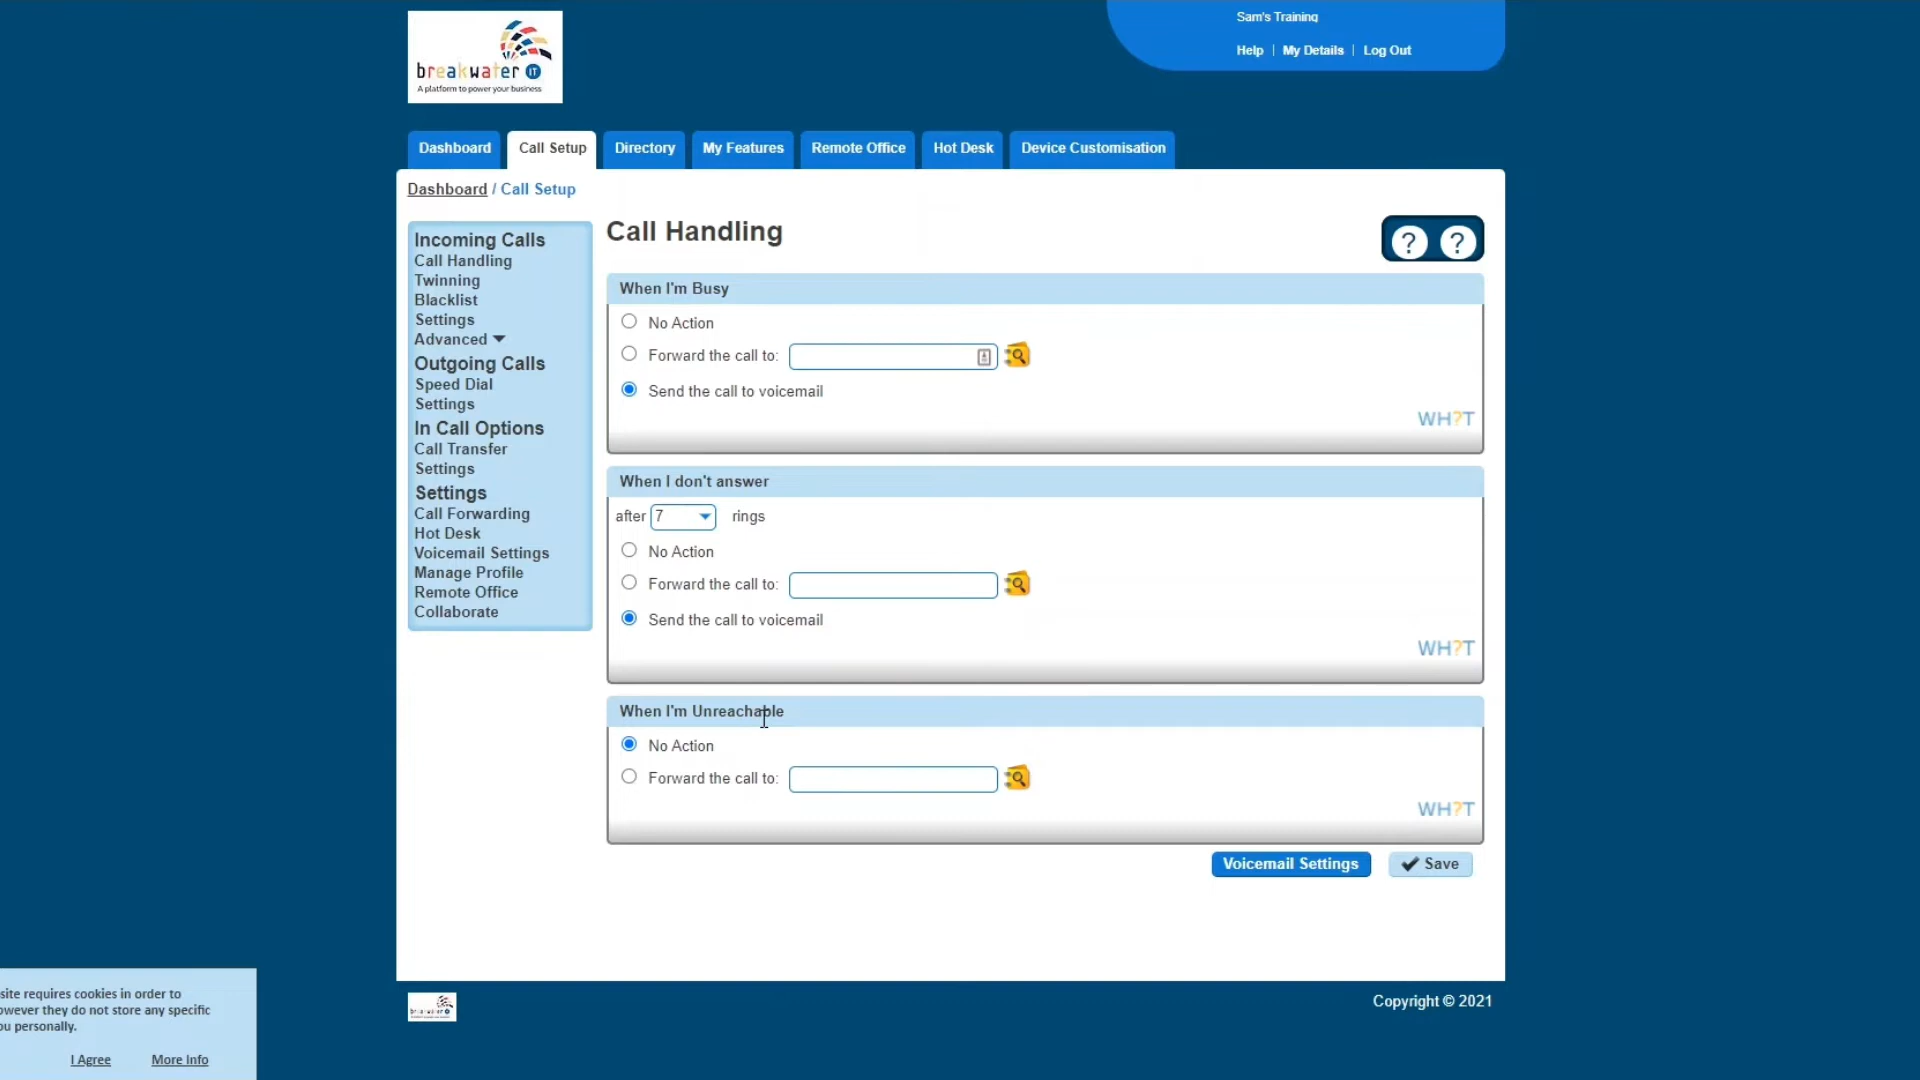 breakwater IT
A platform to power your business
Sam's Training
Help | My Details | Log Out
Dashboard
Call Setup
Directory
My Features
Remote Office
Hot Desk
Device Customisation
Dashboard / Call Setup
Incoming Calls
Call Handling
Twinning
Blacklist
Settings
Advanced
Outgoing Calls
Speed Dial
Settings
In Call Options
Call Transfer
Settings
Settings
Call Forwarding
Hot Desk
Voicemail Settings
Manage Profile
Remote Office
Collaborate
Call Handling
? ?
When I'm Busy
No Action
Forward the call to:
Send the call to voicemail
WH?T
When I don't answer
after 7 rings
No Action
Forward the call to:
Send the call to voicemail
WH?T
When I'm Unreachable
No Action
Forward the call to:
WH?T
Voicemail Settings
Save
site requires cookies in order to
owever they do not store any specific
ou personally.
I Agree
More Info
breakwater
Copyright © 2021